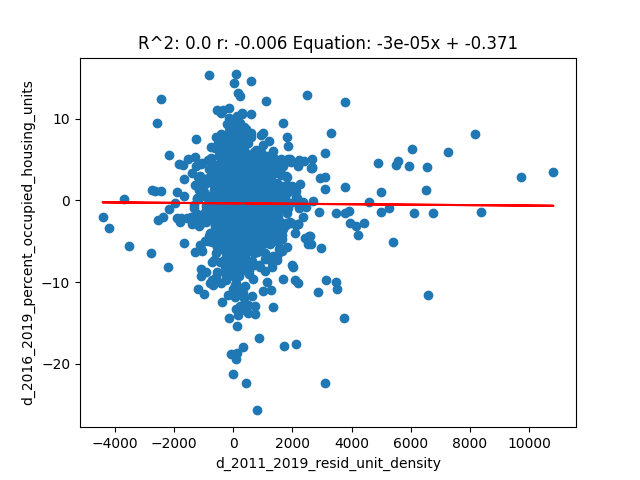 R^2: 0.0 r: -0.006 Equation: -3e-05x + -0.371
d_2016_2019_percent_occupied_housing_units
10
0
−10
−20
−4000 −2000 0 2000 4000 6000 8000 10000
d_2011_2019_resid_unit_density